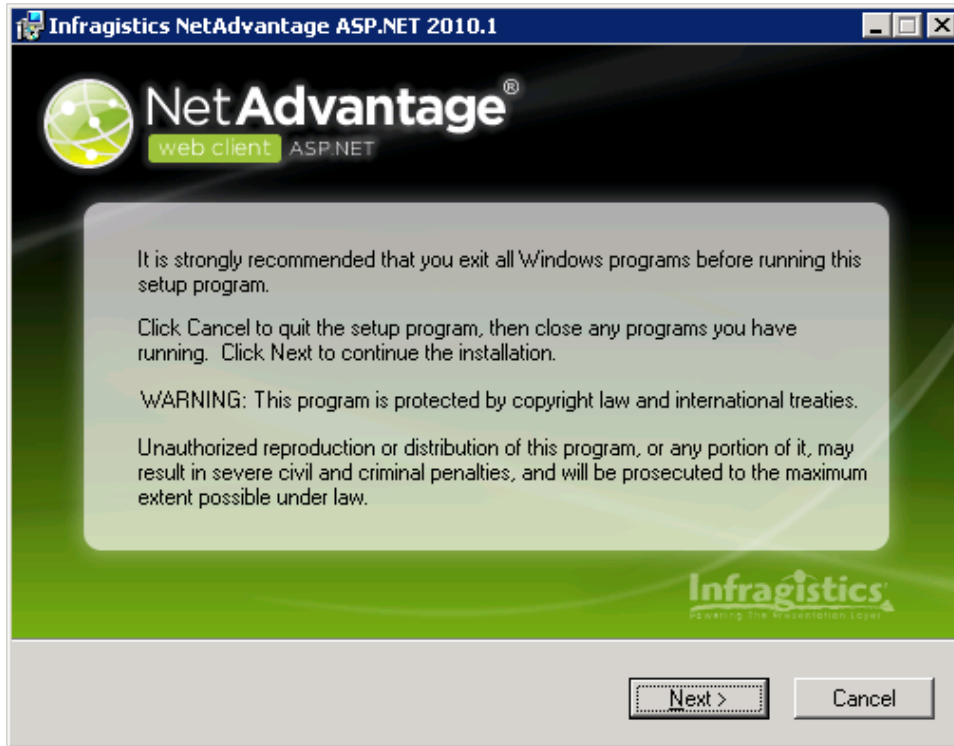 Infragistics NetAdvantage ASP.NET 2010.1
NetAdvantage®
web client ASP.NET
It is strongly recommended that you exit all Windows programs before running this
setup program.
Click Cancel to quit the setup program, then close any programs you have
running.  Click Next to continue the installation.
WARNING: This program is protected by copyright law and international treaties.
Unauthorized reproduction or distribution of this program, or any portion of it, may
result in severe civil and criminal penalties, and will be prosecuted to the maximum
extent possible under law.
Infragistics
Powering The Presentation Layer
Next >
Cancel